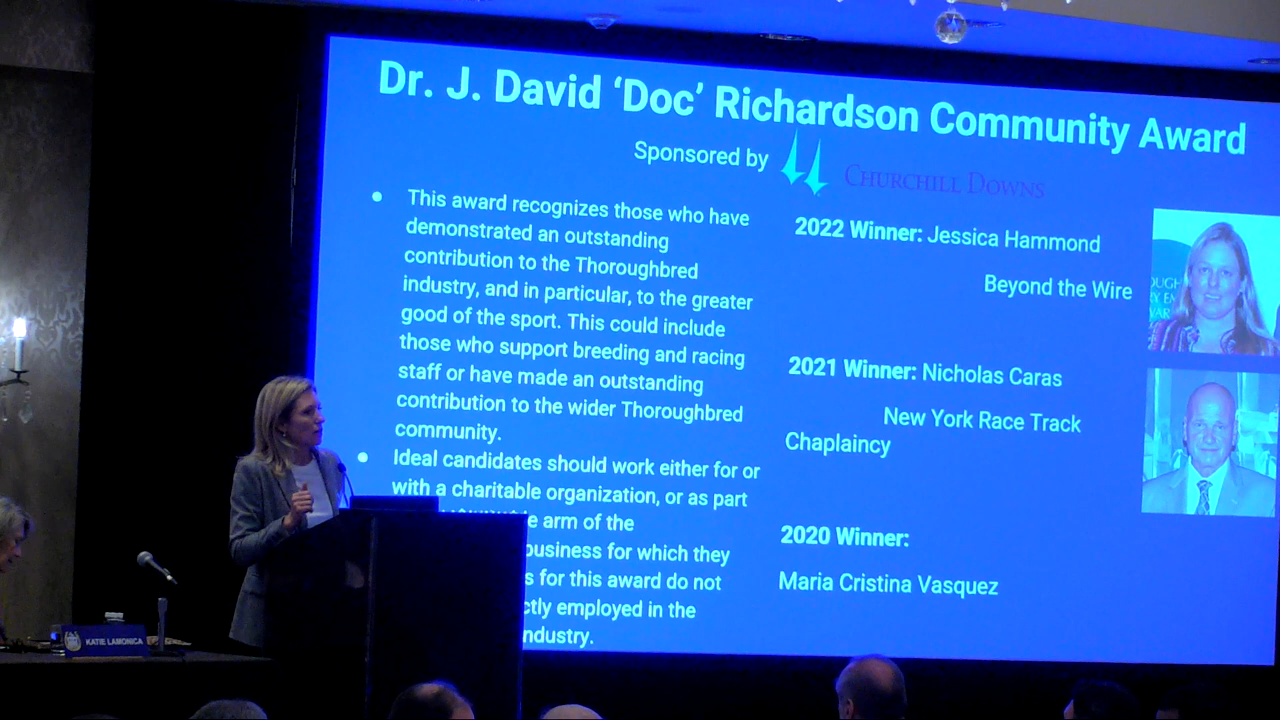 Dr. J. David ‘Doc’ Richardson Community Award
Sponsored by
CHURCHILL DOWNS
• This award recognizes those who have
demonstrated an outstanding
contribution to the Thoroughbred
industry, and in particular, to the greater
good of the sport. This could include
those who support breeding and racing
staff or have made an outstanding
contribution to the wider Thoroughbred
community.
• Ideal candidates should work either for or
with a charitable organization, or as part
arm of the
business for which they
for this award do not
employed in the
industry.
2022 Winner: Jessica Hammond
Beyond the Wire
2021 Winner: Nicholas Caras
New York Race Track
Chaplaincy
2020 Winner:
Maria Cristina Vasquez
KATIE LAMONICA